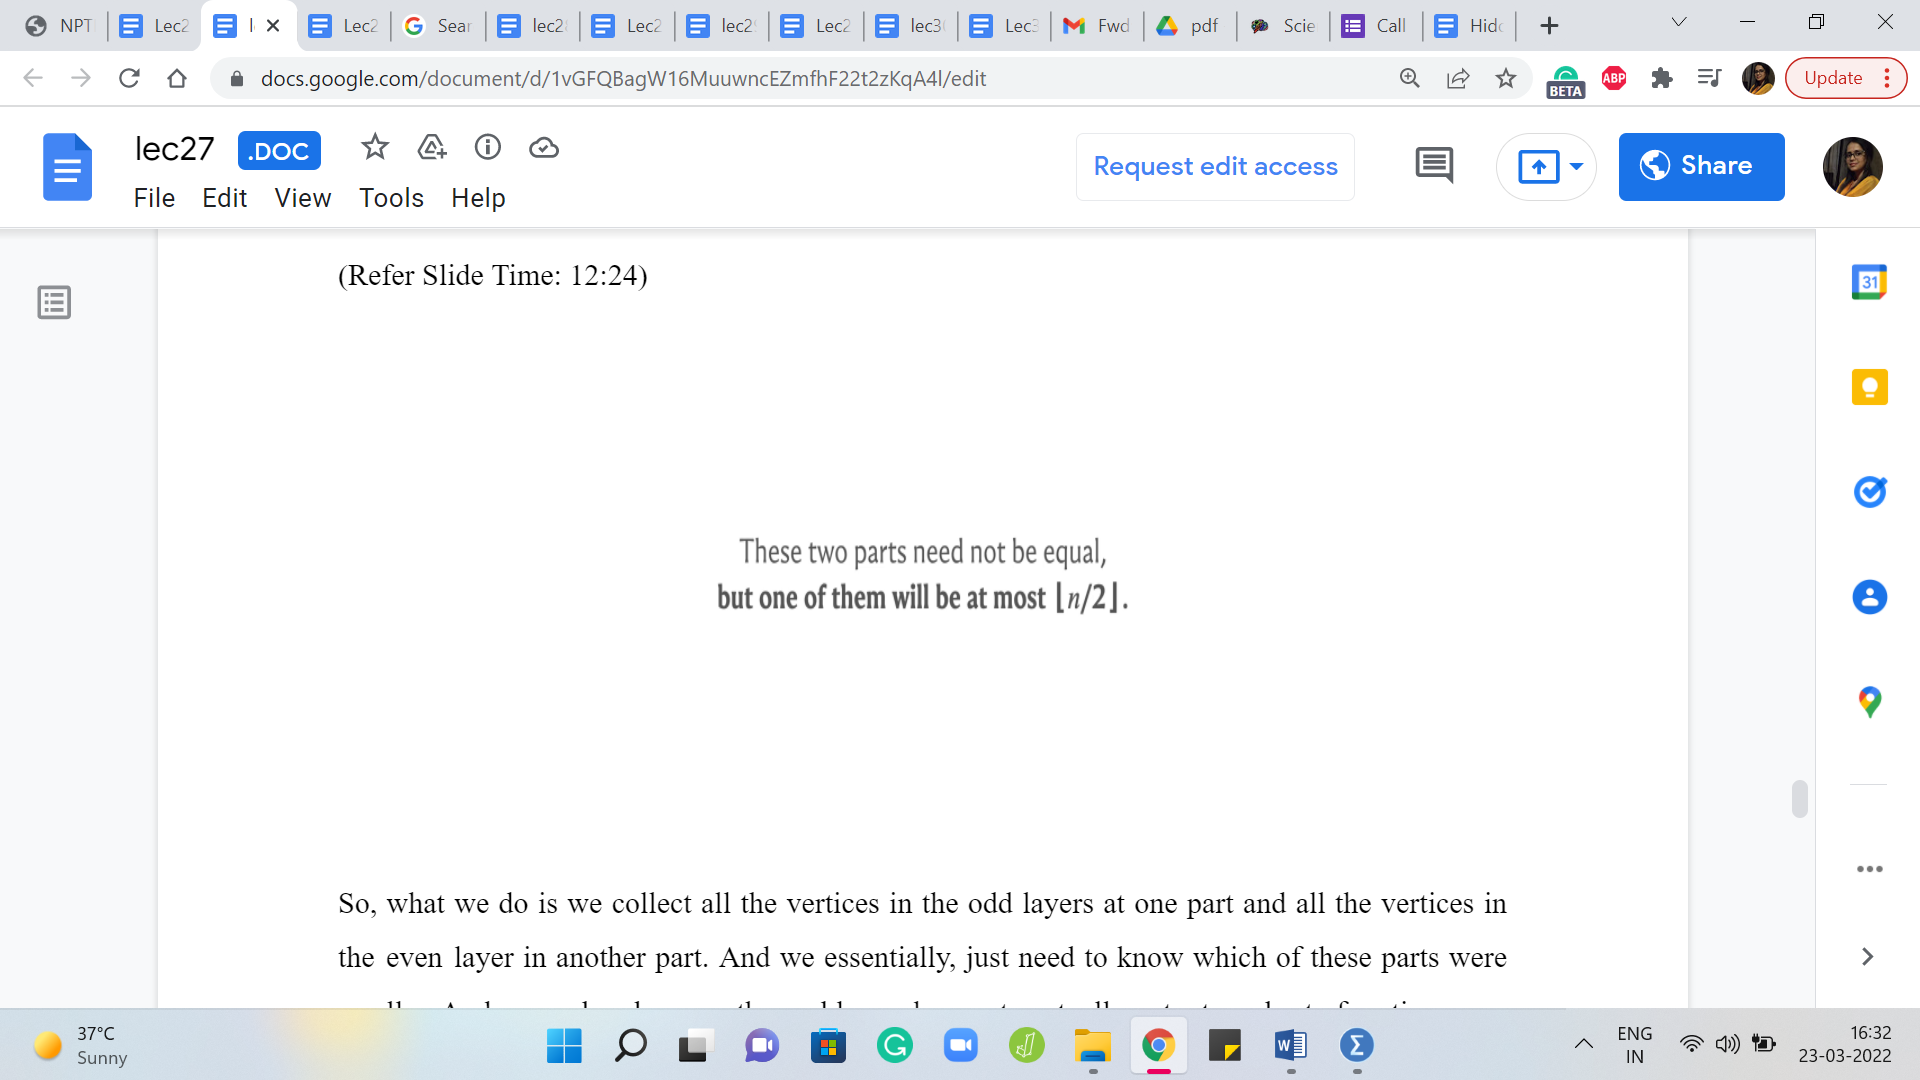 NPT
Lec2
l
Lec2
Sear
lec2
Lec2
lec2
Lec2
lec3
Lec3
Fwd
pdf
Scie
Call
Hidd
docs.google.com/document/d/1vGFQBagW16MuuwncEZmfhF22t2zKqA4l/edit
BETA
ABP
Update
lec27
.DOC
File Edit View Tools Help
Request edit access
Share
(Refer Slide Time: 12:24)
31
These two parts need not be equal,
but one of them will be at most ⌊n/2⌋.
So, what we do is we collect all the vertices in the odd layers at one part and all the vertices in
the even layer in another part. And we essentially, just need to know which of these parts were
37°C
Sunny
ENG
IN
16:32
23-03-2022